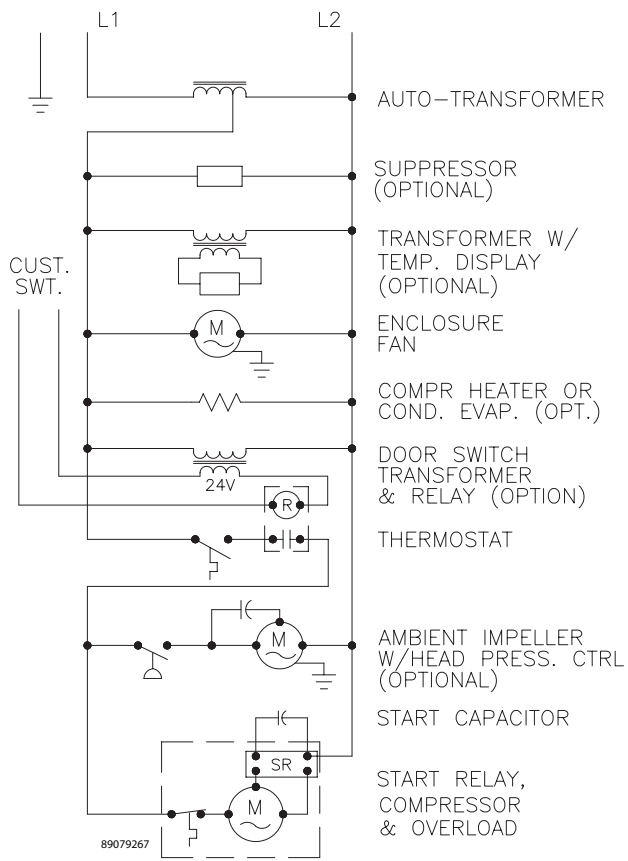 L1
L2
AUTO-TRANSFORMER
SUPPRESSOR
(OPTIONAL)
TRANSFORMER W/
TEMP. DISPLAY
(OPTIONAL)
CUST.
SWT.
M
ENCLOSURE
FAN
COMPR HEATER OR
COND. EVAP. (OPT.)
DOOR SWITCH
TRANSFORMER
& RELAY (OPTION)
24V
R
THERMOSTAT
M
AMBIENT IMPELLER
W/HEAD PRESS. CTRL
(OPTIONAL)
START CAPACITOR
SR
START RELAY,
COMPRESSOR
& OVERLOAD
M
89079267